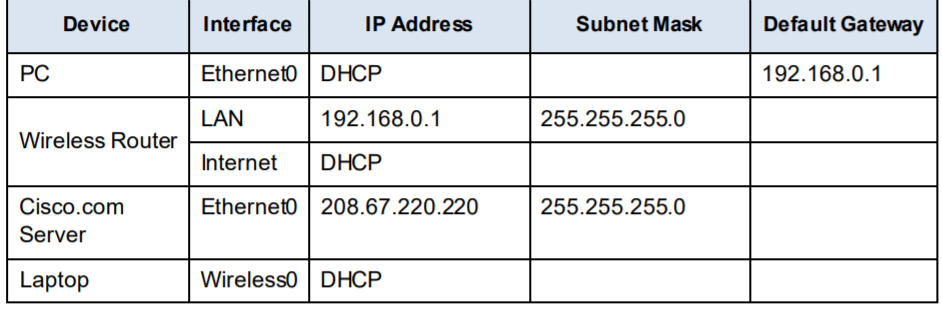 Device Interface IP Address Subnet Mask Default Gateway
PC Ethernet0 DHCP 192.168.0.1
Wireless Router LAN 192.168.0.1 255.255.255.0
Internet DHCP
Cisco.com Ethernet0 208.67.220.220 255.255.255.0
Server
Laptop Wireless0 DHCP